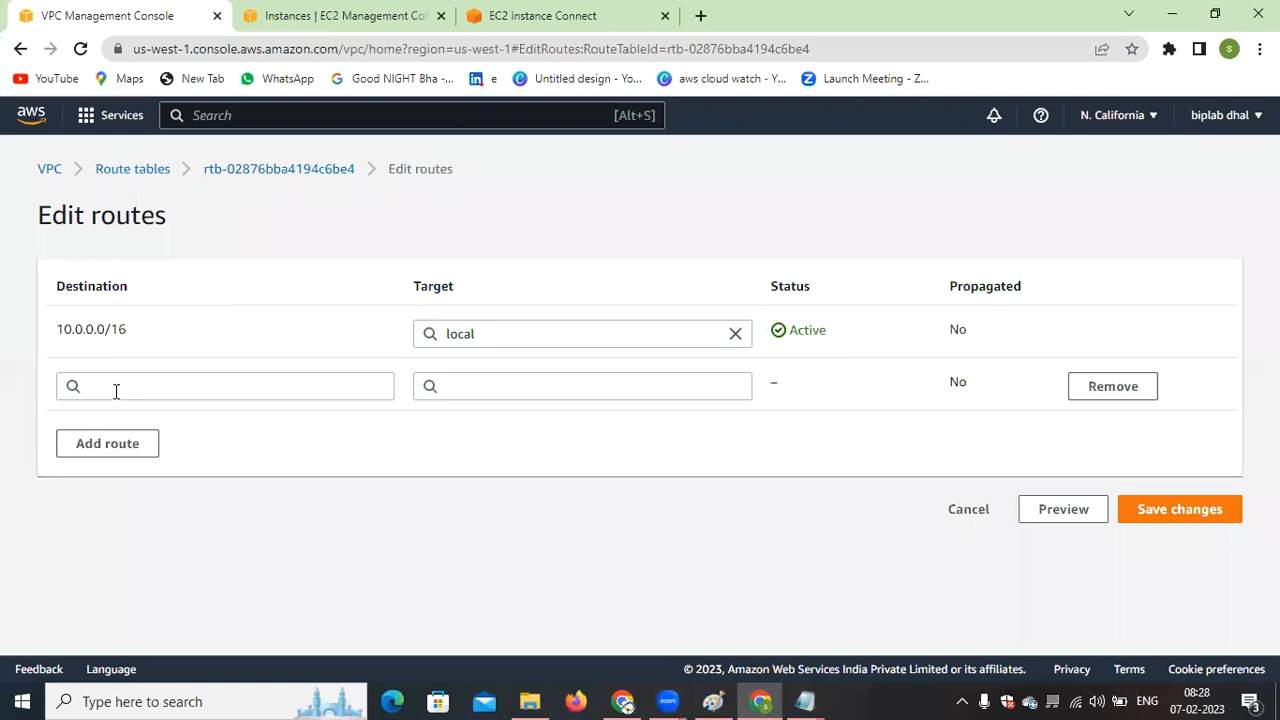 VPC Management Console
Instances | EC2 Management Con
EC2 Instance Connect
us-west-1.console.aws.amazon.com/vpc/home?region=us-west-1#EditRoutes:RouteTableId=rtb-02876bba4194c6be4
S
YouTube
Maps
New Tab
WhatsApp
Good NIGHT Bha -...
e
Untitled design - Yo...
aws cloud watch - Y...
Launch Meeting - Z...
aws
Services
Search
[Alt+S]
N. California
biplab dhal
VPC
Route tables
rtb-02876bba4194c6be4
Edit routes
Edit routes
Destination
Target
Status
Propagated
10.0.0.0/16
local
Active
No
–
No
Remove
Add route
Cancel
Preview
Save changes
Feedback
Language
© 2023, Amazon Web Services India Private Limited or its affiliates.
Privacy
Terms
Cookie preferences
Type here to search
zoom
ENG
08:28
07-02-2023
3